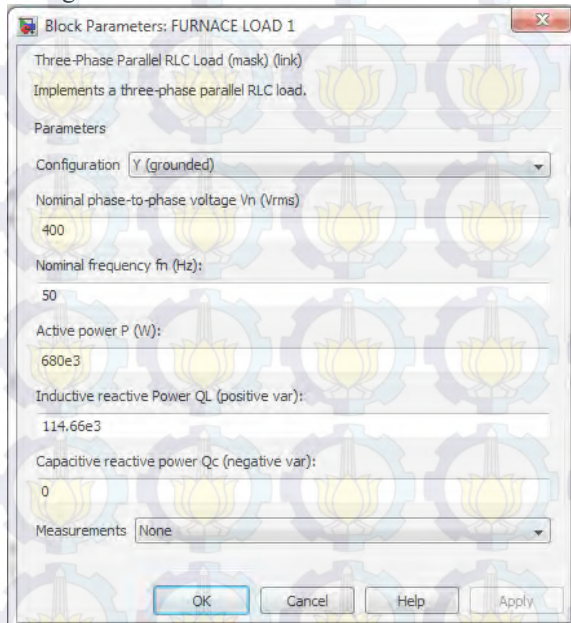 Block Parameters: FURNACE LOAD 1
Three-Phase Parallel RLC Load (mask) (link)
Implements a three-phase parallel RLC load.
Parameters
Configuration Y (grounded)
Nominal phase-to-phase voltage Vn (Vrms)
400
Nominal frequency fn (Hz):
50
Active power P (W):
680e3
Inductive reactive Power QL (positive var):
114.66e3
Capacitive reactive power Qc (negative var):
0
Measurements None
OK Cancel Help Apply